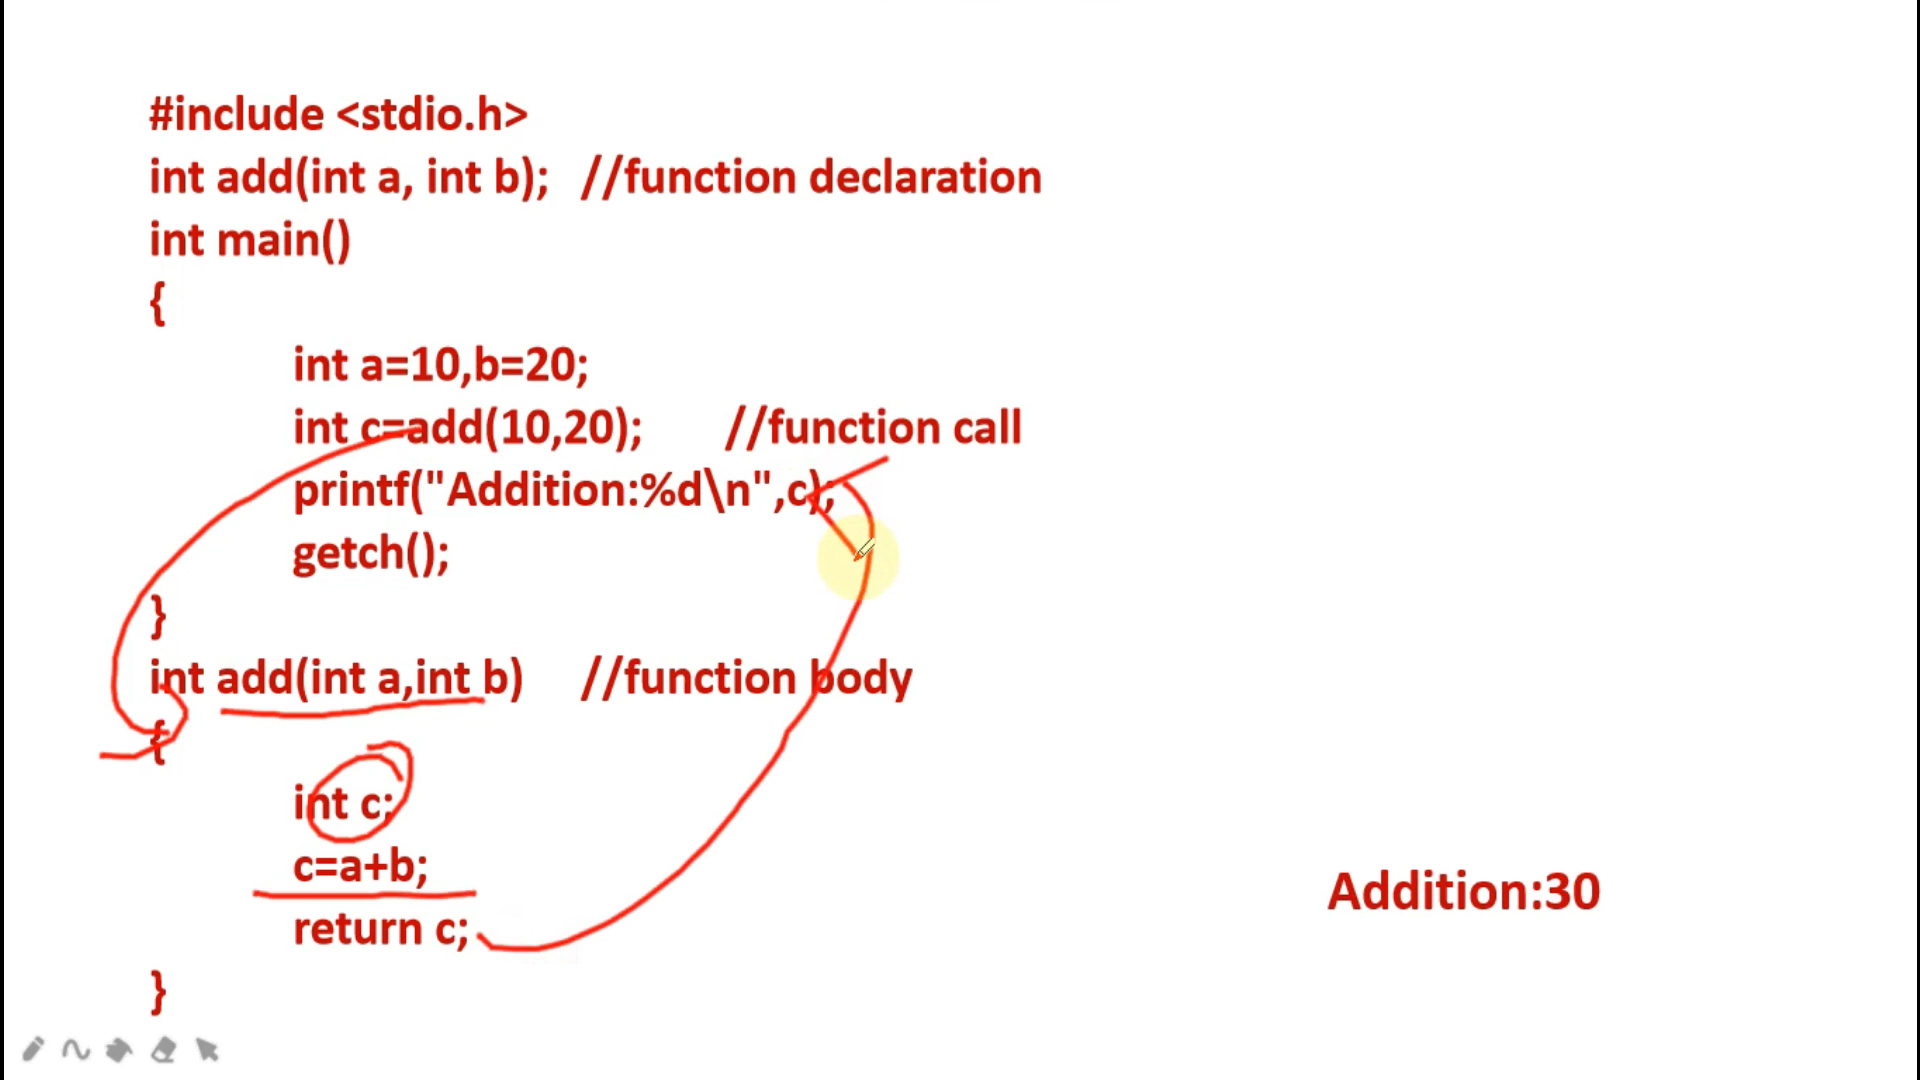 #include <stdio.h>
int add(int a, int b); //function declaration
int main()
{
int a=10,b=20;
int c=add(10,20); //function call
printf("Addition:%d\n",c);
getch();
}
int add(int a,int b) //function body
{
int c;
c=a+b;
return c;
}
Addition:30